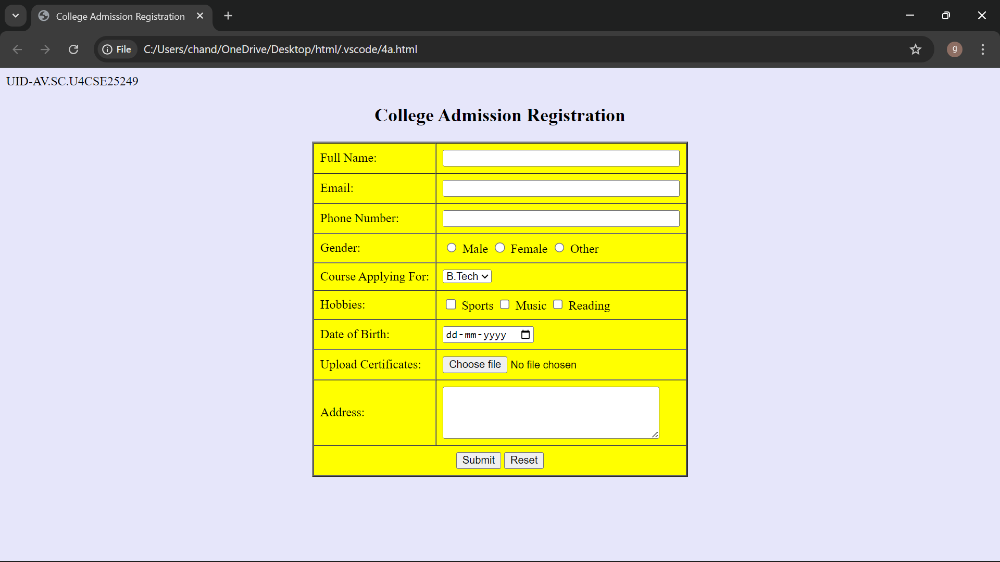 College Admission Registration
File C:/Users/chand/OneDrive/Desktop/html/.vscode/4a.html
g
UID-AV.SC.U4CSE25249
College Admission Registration
Full Name:
Email:
Phone Number:
Gender: Male Female Other
Course Applying For: B.Tech
Hobbies: Sports Music Reading
Date of Birth: dd-mm-yyyy
Upload Certificates: Choose file No file chosen
Address:
Submit Reset